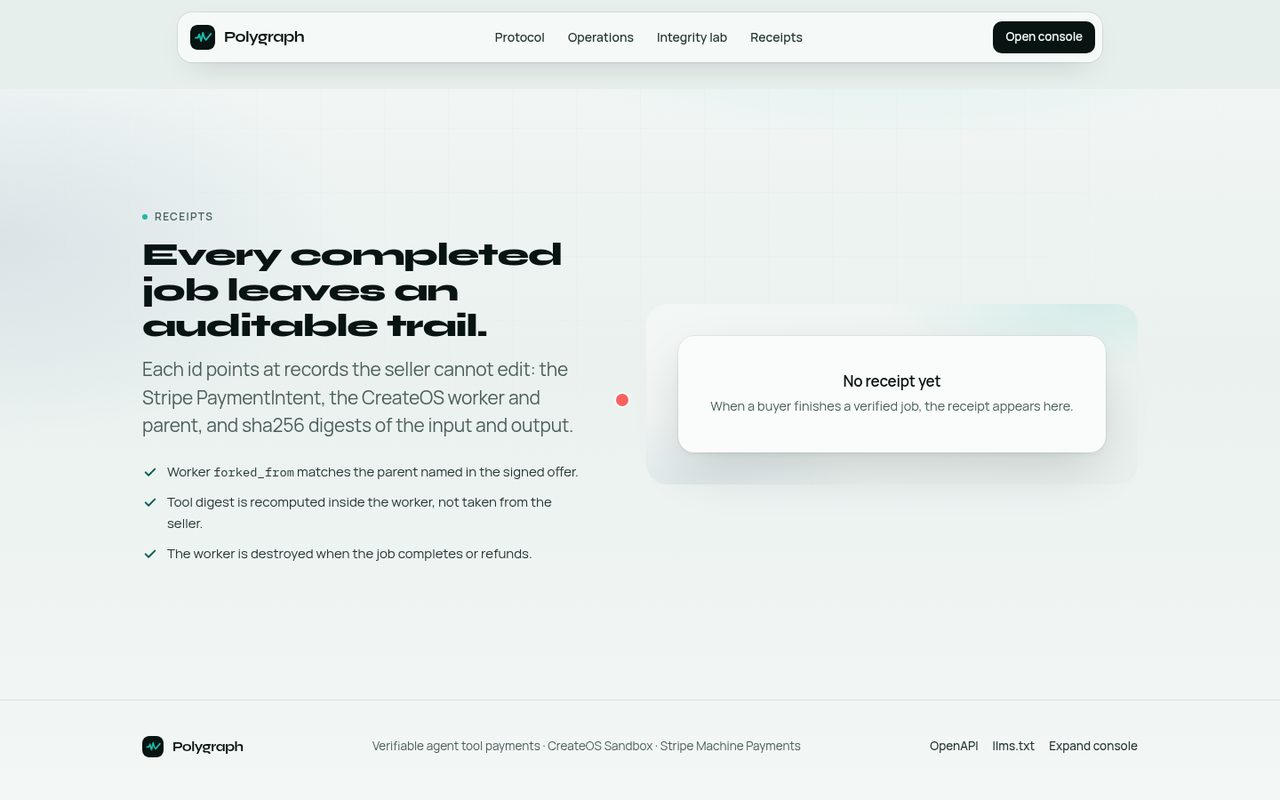 Polygraph
Protocol
Operations
Integrity lab
Receipts
Open console
RECEIPTS
Every completed
job leaves an
auditable trail.
Each id points at records the seller cannot edit: the
Stripe PaymentIntent, the CreateOS worker and
parent, and sha256 digests of the input and output.
Worker forked_from matches the parent named in the signed offer.
Tool digest is recomputed inside the worker, not taken from the
seller.
The worker is destroyed when the job completes or refunds.
No receipt yet
When a buyer finishes a verified job, the receipt appears here.
Polygraph
Verifiable agent tool payments · CreateOS Sandbox · Stripe Machine Payments
OpenAPI
llms.txt
Expand console